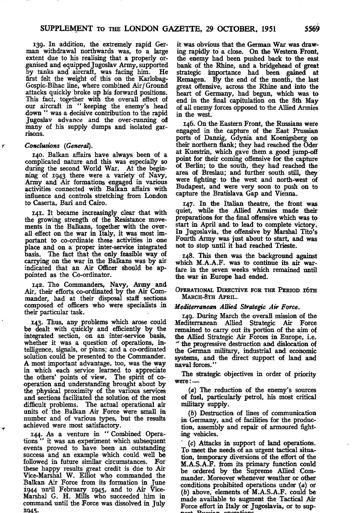 SUPPLEMENT TO THE LONDON GAZETTE, 29 OCTOBER, 1951 5569
139. In addition, the extremely rapid Ger-
man withdrawal northwards was, to a large
extent due to his realising that a properly or-
ganised and equipped Jugoslav Army, supported
by tanks and aircraft, was facing him. He
first felt the weight of this on the Karlobag-
Gospic-Bihac line, where combined Air/Ground
attacks quickly broke up his forward positions.
This fact, together with the overall effect of
our aircraft in " keeping the enemy's head
down " was a decisive contribution to the rapid
Jugoslav advance and the over-running of
many of his supply dumps and isolated gar-
risons.
Conclusions (General).
140. Balkan affairs have always been of a
complicated nature and this was especially so
during the second World War. At the begin-
ning of 1943 there were a variety of Navy,
Army and Air formations engaged in various
activities connected with Balkan affairs with
influence and controls stretching from London
to Caserta, Bari and Cairo.
141. It became increasingly clear that with
the growing strength of the Resistance move-
ments in the Balkans, together with the over-
all effect on the war in Italy, it was most im-
portant to co-ordinate these activities in one
place and on a proper inter-service integrated
basis. The fact that the only feasible way of
carrying on the war in the Balkans was by air
indicated that an Air Officer should be ap-
pointed as the Co-ordinator.
142. The Commanders, Navy, Army and
Air, their efforts co-ordinated by the Air Com-
mander, had at their disposal staff sections
composed of officers who were specialists in
their particular task.
143. Thus, any problems which arose could
be dealt with quickly and efficiently by the
integrated section, on an inter-service basis,
whether it was a question of operations, in-
telligence, signals, or plans; and a co-ordinated
solution could be presented to the Commander.
A most important advantage, too, was the way
in which each service learned to appreciate
the other's points of view. The spirit of co-
operation and understanding brought about by
the physical proximity of the various services
and sections facilitated the solution of the most
difficult problems. The actual operational air
units of the Balkan Air Force were small in
number and of various types, but the results
achieved were most satisfactory.
144. As a venture in " Combined Opera-
tions " it was an experiment which subsequent
events proved to have been an outstanding
success and an example which could well be
followed in future similar circumstances. For
these happy results great credit is due to Air
Vice-Marshal W. Elliot who commanded the
Balkan Air Force from its formation in June
1944 until February 1945, and to Air Vice-
Marshal G. H. Mills who succeeded him in
command until the Force was dissolved in July
1945.
it was obvious that the German War was draw-
ing rapidly to a close. On the Western Front,
the enemy had been pushed back to the east
bank of the Rhine, and a bridgehead of great
strategic importance had been gained at
Remagen. By the end of the month, the last
great offensive, across the Rhine and into the
heart of Germany, had begun, which was to
end in the final capitulation on the 8th May
of all enemy forces opposed to the Allied Armies
in the west.
146. On the Eastern Front, the Russians were
engaged in the capture of the East Prussian
ports of Danzig, Gdynia and Koenigsberg on
their northern flank; they had reached the Oder
at Kuestrin, which gave them a good jump-off
point for their coming offensive for the capture
of Berlin; to the south, they had reached the
area of Breslau; and further south still, they
were fighting to the west and north-west of
Budapest, and were very soon to push on to
capture the Bratislava Gap and Vienna.
147. In the Italian theatre, the front was
quiet, while the Allied Armies made their
preparations for the final offensive which was to
start in April and to lead to complete victory.
In Jugoslavia, the offensive by Marshal Tito's
Fourth Army was just about to start, and was
not to stop until it had reached Trieste.
148. This then was the background against
which M.A.A.F. was to continue its air war-
fare in the seven weeks which remained until
the war in Europe had ended.
OPERATIONAL DIRECTIVE FOR THE PERIOD 16TH
MARCH-8TH APRIL.
Mediterranean Allied Strategic Air Force.
149. During March the overall mission of the
Mediterranean Allied Strategic Air Force
remained to carry out its portion of the aim of
the Allied Strategic Air Forces in Europe, i.e.
" the progressive destruction and dislocation of
the German military, industrial and economic
systems, and the direct support of land and
naval forces."
The strategic objectives in order of priority
were:—
(a) The reduction of the enemy's sources
of fuel, particularly petrol, his most critical
military supply.
(b) Destruction of lines of communication
in Germany, and of facilities for the produc-
tion, assembly and repair of armoured fight-
ing vehicles.
(c) Attacks in support of land operations.
To meet the needs of an urgent tactical situa-
tion, temporary diversions of the effort of the
M.A.S.A.F. from its primary function could
be ordered by the Supreme Allied Com-
mander. Moreover whenever weather or other
conditions prohibited operations under (a) or
(b) above, elements of M.A.S.A.F. could be
made available to augment the Tactical Air
Force effort in Italy or Jugoslavia, or to sup-